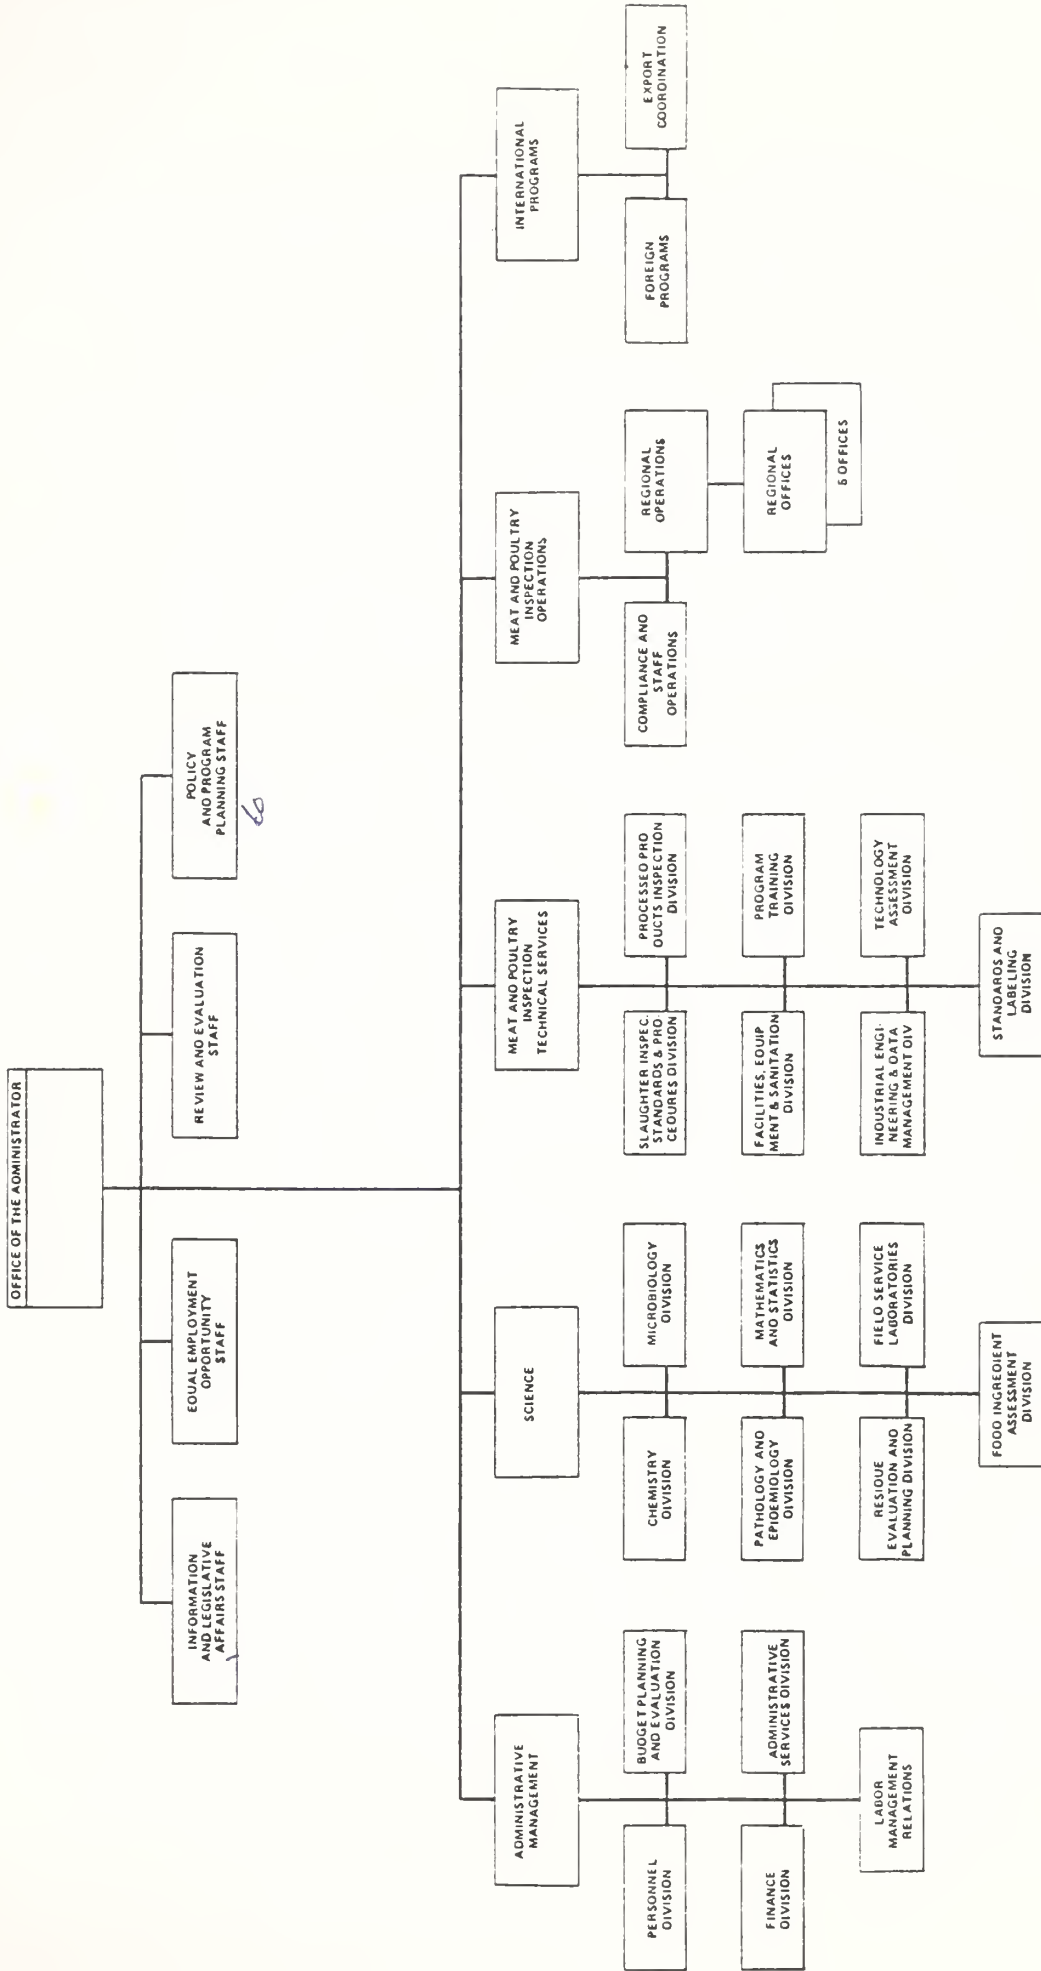 OFFICE OF THE ADMINISTRATOR
INFORMATION
AND LEGISLATIVE
AFFAIRS STAFF
EQUAL EMPLOYMENT
OPPORTUNITY
STAFF
REVIEW AND EVALUATION
STAFF
POLICY
AND PROGRAM
PLANNING STAFF
ADMINISTRATIVE
MANAGEMENT
SCIENCE
MEAT AND POULTRY
INSPECTION
TECHNICAL SERVICES
MEAT AND POULTRY
INSPECTION
OPERATIONS
INTERNATIONAL
PROGRAMS
PERSONNEL
DIVISION
BUDGET PLANNING
AND EVALUATION
DIVISION
FINANCE
DIVISION
ADMINISTRATIVE
SERVICES DIVISION
LABOR
MANAGEMENT
RELATIONS
CHEMISTRY
DIVISION
MICROBIOLOGY
DIVISION
PATHOLOGY AND
EPIDEMIOLOGY
DIVISION
MATHEMATICS
AND STATISTICS
DIVISION
RESIDUE
EVALUATION AND
PLANNING DIVISION
FIELD SERVICE
LABORATORIES
DIVISION
FOOD INGREDIENT
ASSESSMENT
DIVISION
SLAUGHTER INSPEC.
STANDARDS & PRO
CEDURES DIVISION
PROCESSED PRO
DUCTS INSPECTION
DIVISION
FACILITIES, EQUIP
MENT & SANITATION
DIVISION
PROGRAM
TRAINING
DIVISION
INDUSTRIAL ENGI-
NEERING & DATA
MANAGEMENT DIV
TECHNOLOGY
ASSESSMENT
DIVISION
STANDARDS AND
LABELING
DIVISION
COMPLIANCE AND
STAFF
OPERATIONS
REGIONAL
OPERATIONS
REGIONAL
OFFICES
5 OFFICES
FOREIGN
PROGRAMS
EXPORT
COORDINATION